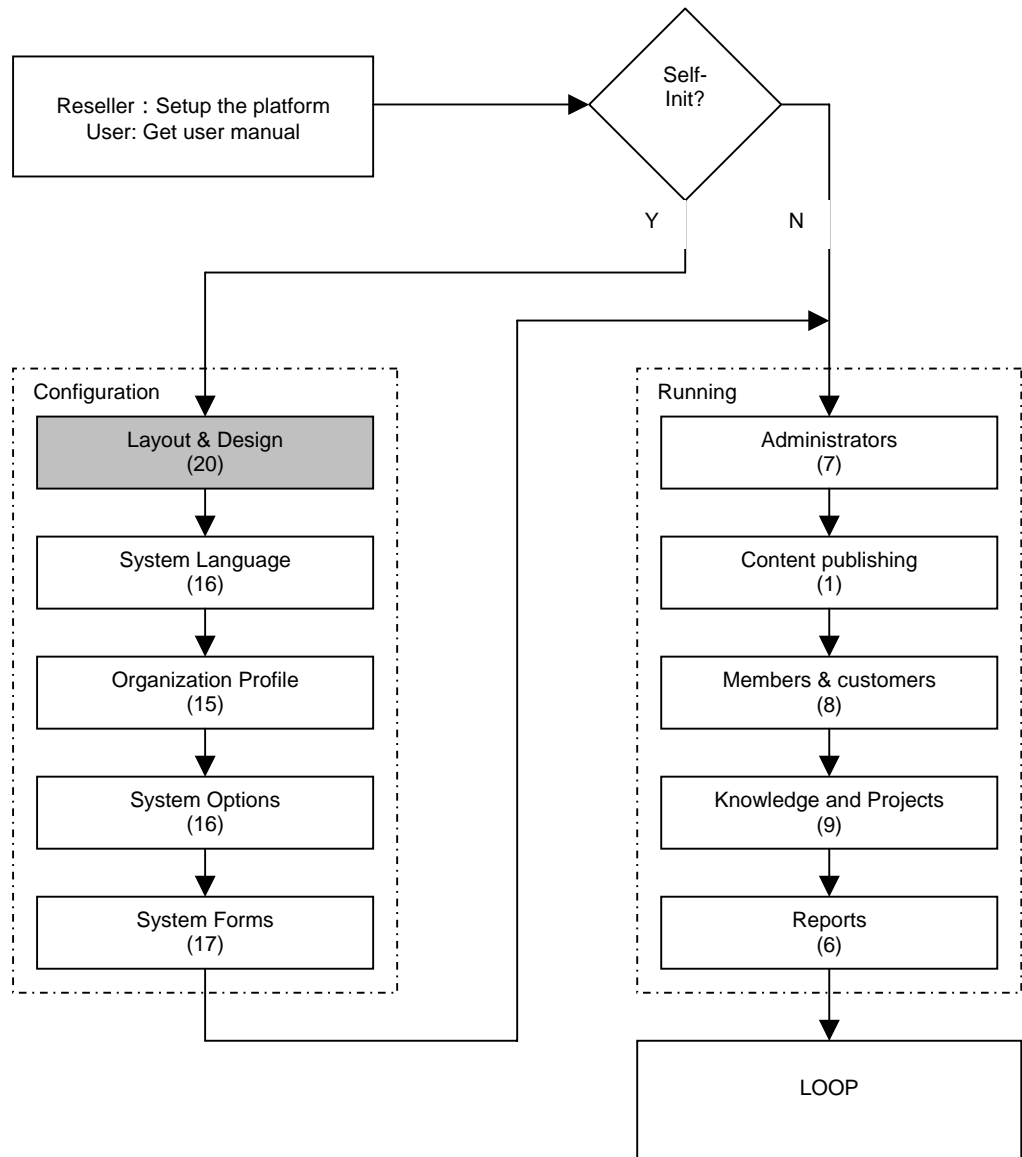 Self-
Init?
Reseller：Setup the platform
User: Get user manual
Y
N
Configuration
Layout & Design
(20)
System Language
(16)
Organization Profile
(15)
System Options
(16)
System Forms
(17)
Running
Administrators
(7)
Content publishing
(1)
Members & customers
(8)
Knowledge and Projects
(9)
Reports
(6)
LOOP